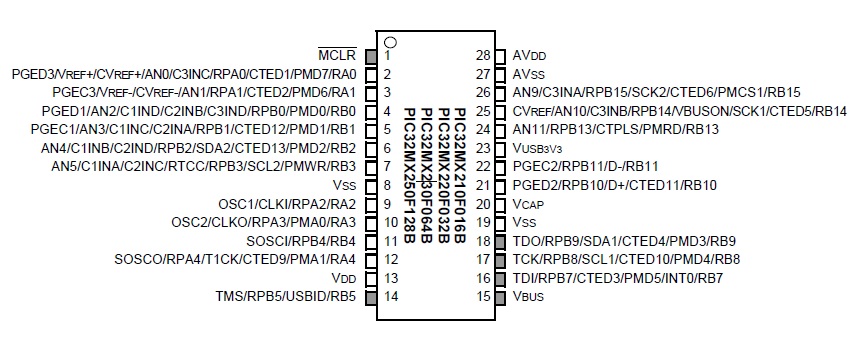 MCLR 1 28 AVDD
PGED3/VREF+/CVREF+/AN0/C3INC/RPA0/CTED1/PMD7/RA0 2 27 AVSS
PGEC3/VREF-/CVREF-/AN1/RPA1/CTED2/PMD6/RA1 3 26 AN9/C3INA/RPB15/SCK2/CTED6/PMCS1/RB15
PGED1/AN2/C1IND/C2INB/C3IND/RPB0/PMD0/RB0 4 25 CVREF/AN10/C3INB/RPB14/VBUSON/SCK1/CTED5/RB14
PGEC1/AN3/C1INC/C2INA/RPB1/CTED12/PMD1/RB1 5 24 AN11/RPB13/CTPLS/PMRD/RB13
AN4/C1INB/C2IND/RPB2/SDA2/CTED13/PMD2/RB2 6 23 VUSB3V3
AN5/C1INA/C2INC/RTCC/RPB3/SCL2/PMWR/RB3 7 22 PGEC2/RPB11/D-/RB11
VSS 8 21 PGED2/RPB10/D+/CTED11/RB10
OSC1/CLKI/RPA2/RA2 9 20 VCAP
OSC2/CLKO/RPA3/PMA0/RA3 10 19 VSS
SOSCI/RPB4/RB4 11 18 TDO/RPB9/SDA1/CTED4/PMD3/RB9
SOSCO/RPA4/T1CK/CTED9/PMA1/RA4 12 17 TCK/RPB8/SCL1/CTED10/PMD4/RB8
VDD 13 16 TDI/RPB7/CTED3/PMD5/INT0/RB7
TMS/RPB5/USBID/RB5 14 15 VBUS
PIC32MX210F016B
PIC32MX220F032B
PIC32MX230F064B
PIC32MX250F128B